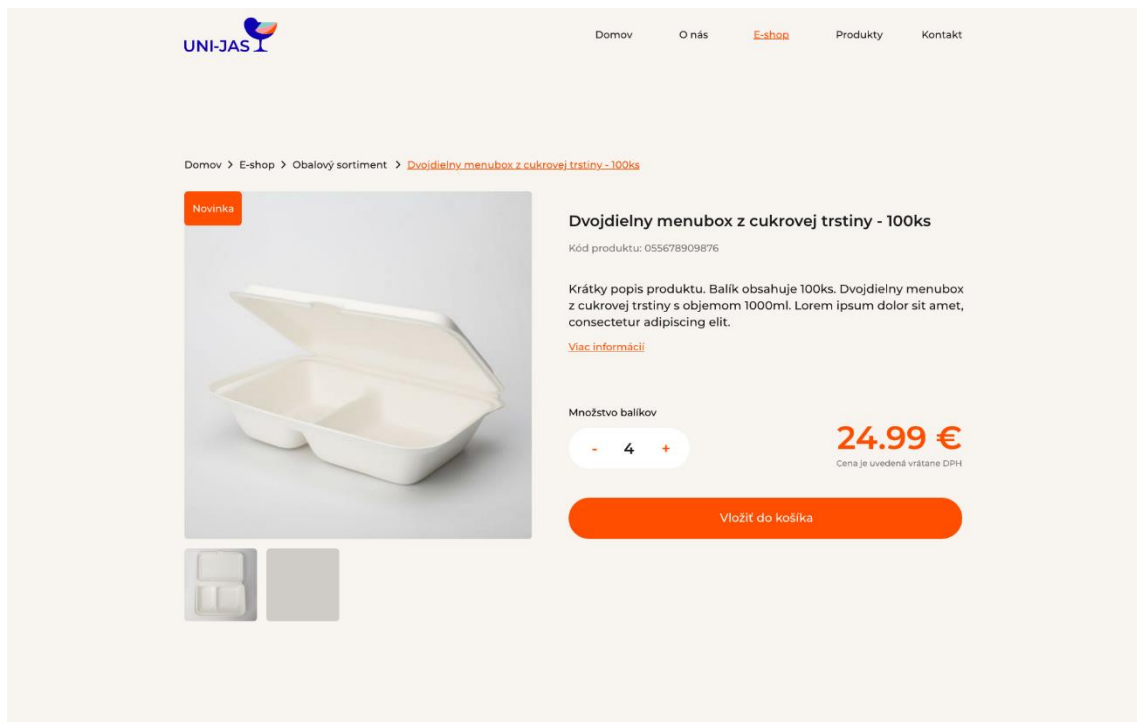 UNI-JAS
Domov O nás E-shop Produkty Kontakt
Domov > E-shop > Obalový sortiment > Dvojdielny menubox z cukrovej trstiny - 100ks
Novinka
Dvojdielny menubox z cukrovej trstiny - 100ks
Kód produktu: 055678909876
Krátky popis produktu. Balík obsahuje 100ks. Dvojdielny menubox
z cukrovej trstiny s objemom 1000ml. Lorem ipsum dolor sit amet,
consectetur adipiscing elit.
Viac informácií
Množstvo balíkov
- 4 +
24.99 €
Cena je uvedená vrátane DPH
Vložiť do košíka